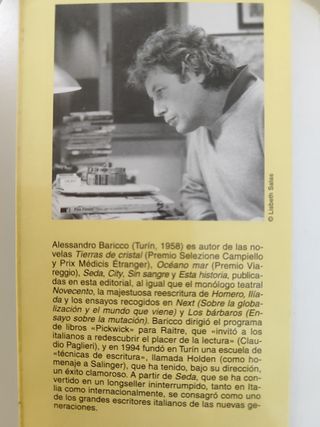 © Lisbeth Salas
Alessandro Baricco (Turín, 1958) es autor de las no-
velas Tierras de cristal (Premio Selezione Campiello
y Prix Médicis Étranger), Océano mar (Premio Via-
reggio), Seda, City, Sin sangre y Esta historia, publica-
das en esta editorial, al igual que el monólogo teatral
Novecento, la majestuosa reescritura de Homero, Ilía-
da y los ensayos recogidos en Next (Sobre la globa-
lización y el mundo que viene) y Los bárbaros (En-
sayo sobre la mutación). Baricco dirigió el programa
de libros «Pickwick» para Raitre, que «invitó a los
italianos a redescubrir el placer de la lectura» (Clau-
dio Paglieri), y en 1994 fundó en Turín una escuela de
«técnicas de escritura», llamada Holden (como ho-
menaje a Salinger), que ha tenido, bajo su dirección,
un éxito clamoroso. A partir de Seda, que se ha con-
vertido en un longseller ininterrumpido, tanto en Ita-
lia como internacionalmente, se consagró como uno
de los grandes escritores italianos de las nuevas ge-
neraciones.